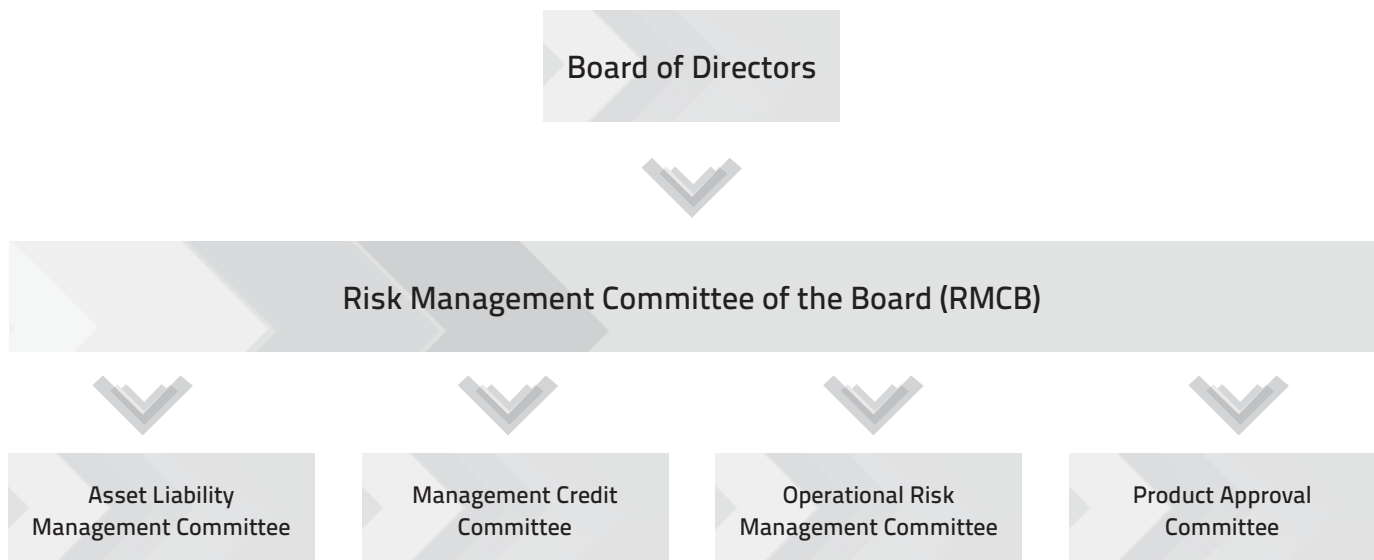 Board of Directors
Risk Management Committee of the Board (RMCB)
Asset Liability
Management Committee
Management Credit
Committee
Operational Risk
Management Committee
Product Approval
Committee